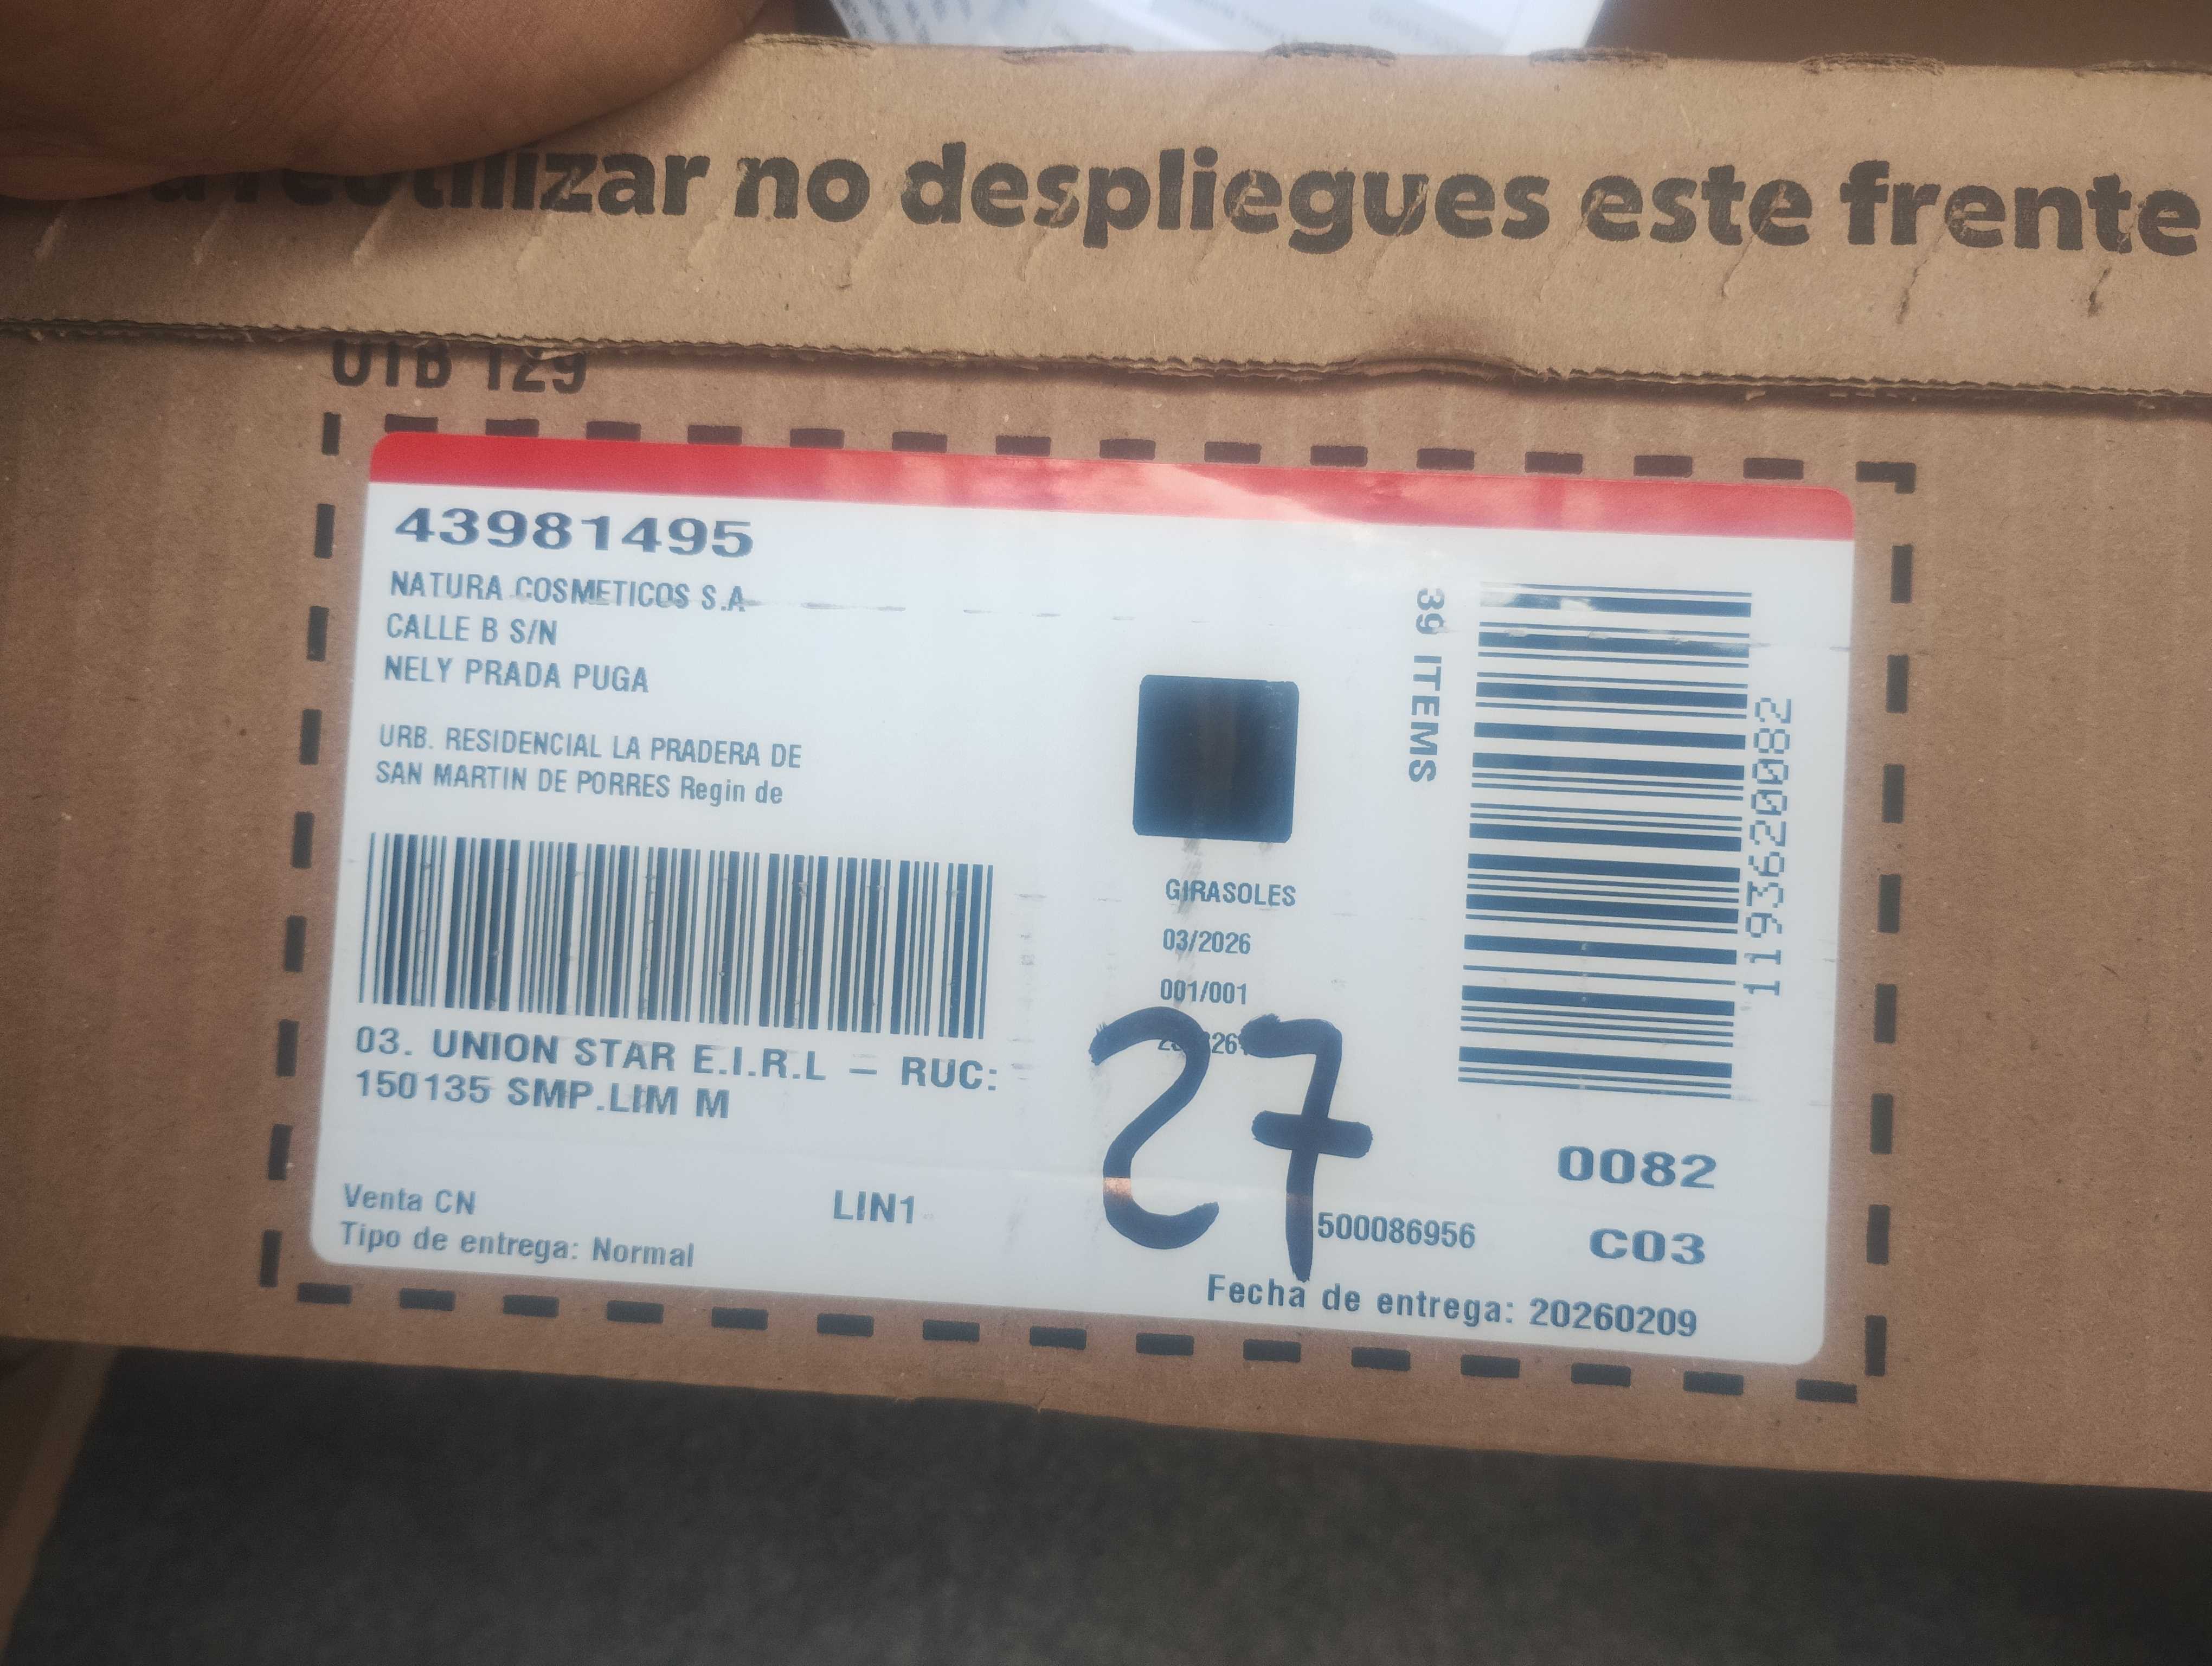 reutilizar no despliegues este frente
UTB 129
43981495
NATURA COSMETICOS S.A
CALLE B S/N
NELY PRADA PUGA
URB. RESIDENCIAL LA PRADERA DE
SAN MARTIN DE PORRES Regin de
03. UNION STAR E.I.R.L – RUC:
150135 SMP.LIM M
Venta CN
LIN1
Tipo de entrega: Normal
GIRASOLES
03/2026
001/001
27
39 ITEMS
1193620082
0082
500086956
C03
Fecha de entrega: 20260209